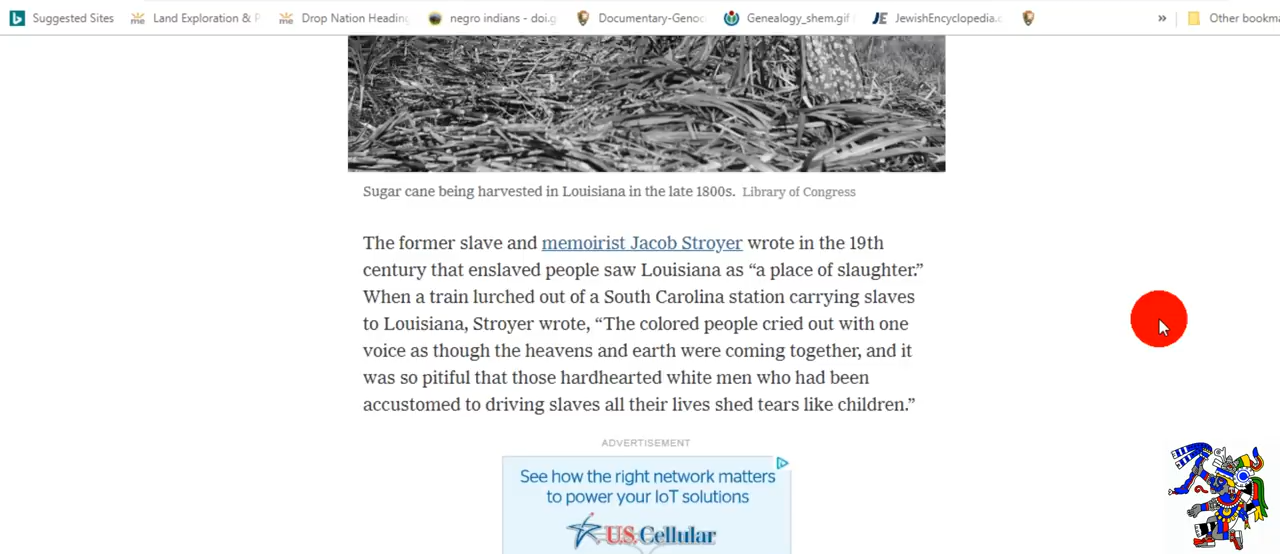 Suggested Sites Land Exploration & P Drop Nation Heading negro indians - doi.g Documentary-Genoc Genealogy_shem.gif JewishEncyclopedia.c » Other bookma
Sugar cane being harvested in Louisiana in the late 1800s. Library of Congress
The former slave and memoirist Jacob Stroyer wrote in the 19th
century that enslaved people saw Louisiana as “a place of slaughter.”
When a train lurched out of a South Carolina station carrying slaves
to Louisiana, Stroyer wrote, “The colored people cried out with one
voice as though the heavens and earth were coming together, and it
was so pitiful that those hardhearted white men who had been
accustomed to driving slaves all their lives shed tears like children.”
ADVERTISEMENT
See how the right network matters
to power your IoT solutions
U.S. Cellular